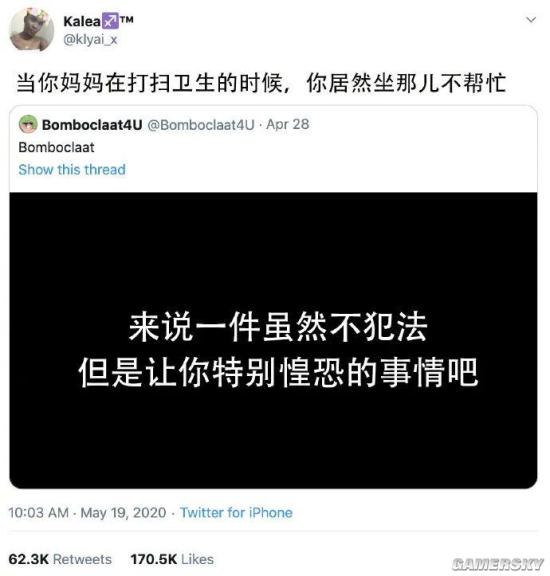 Kalea♐™
@klyai_x
当你妈妈在打扫卫生的时候，你居然坐那儿不帮忙
Bomboclaat4U @Bomboclaat4U · Apr 28
Bomboclaat
Show this thread
来说一件虽然不犯法
但是让你特别惶恐的事情吧
10:03 AM · May 19, 2020 · Twitter for iPhone
62.3K Retweets 170.5K Likes
GAMERSKY